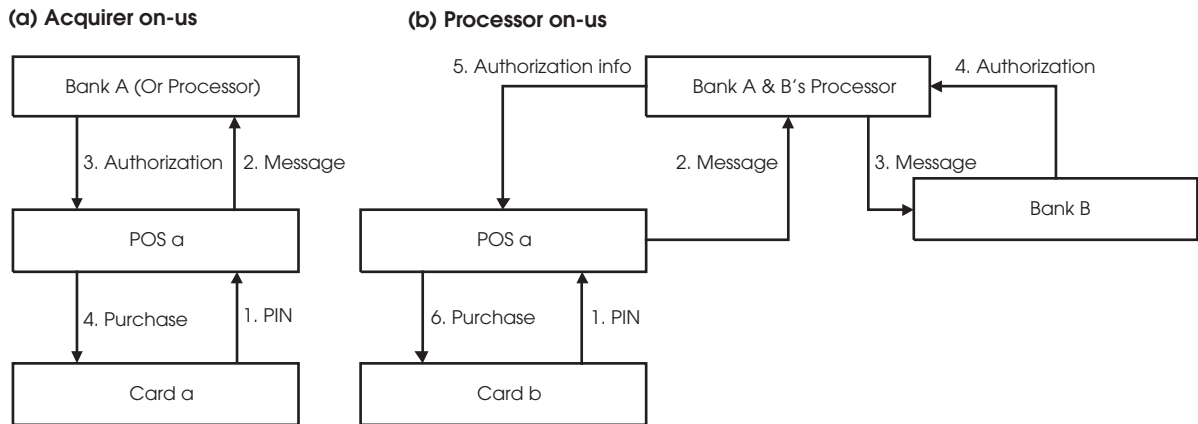 (a) Acquirer on-us
Bank A (Or Processor)
3. Authorization
2. Message
POS a
4. Purchase
1. PIN
Card a
(b) Processor on-us
5. Authorization info
Bank A & B's Processor
4. Authorization
2. Message
3. Message
Bank B
POS a
6. Purchase
1. PIN
Card b